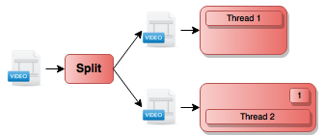 VIDEO
Thread 1
VIDEO
Split
VIDEO
1
Thread 2